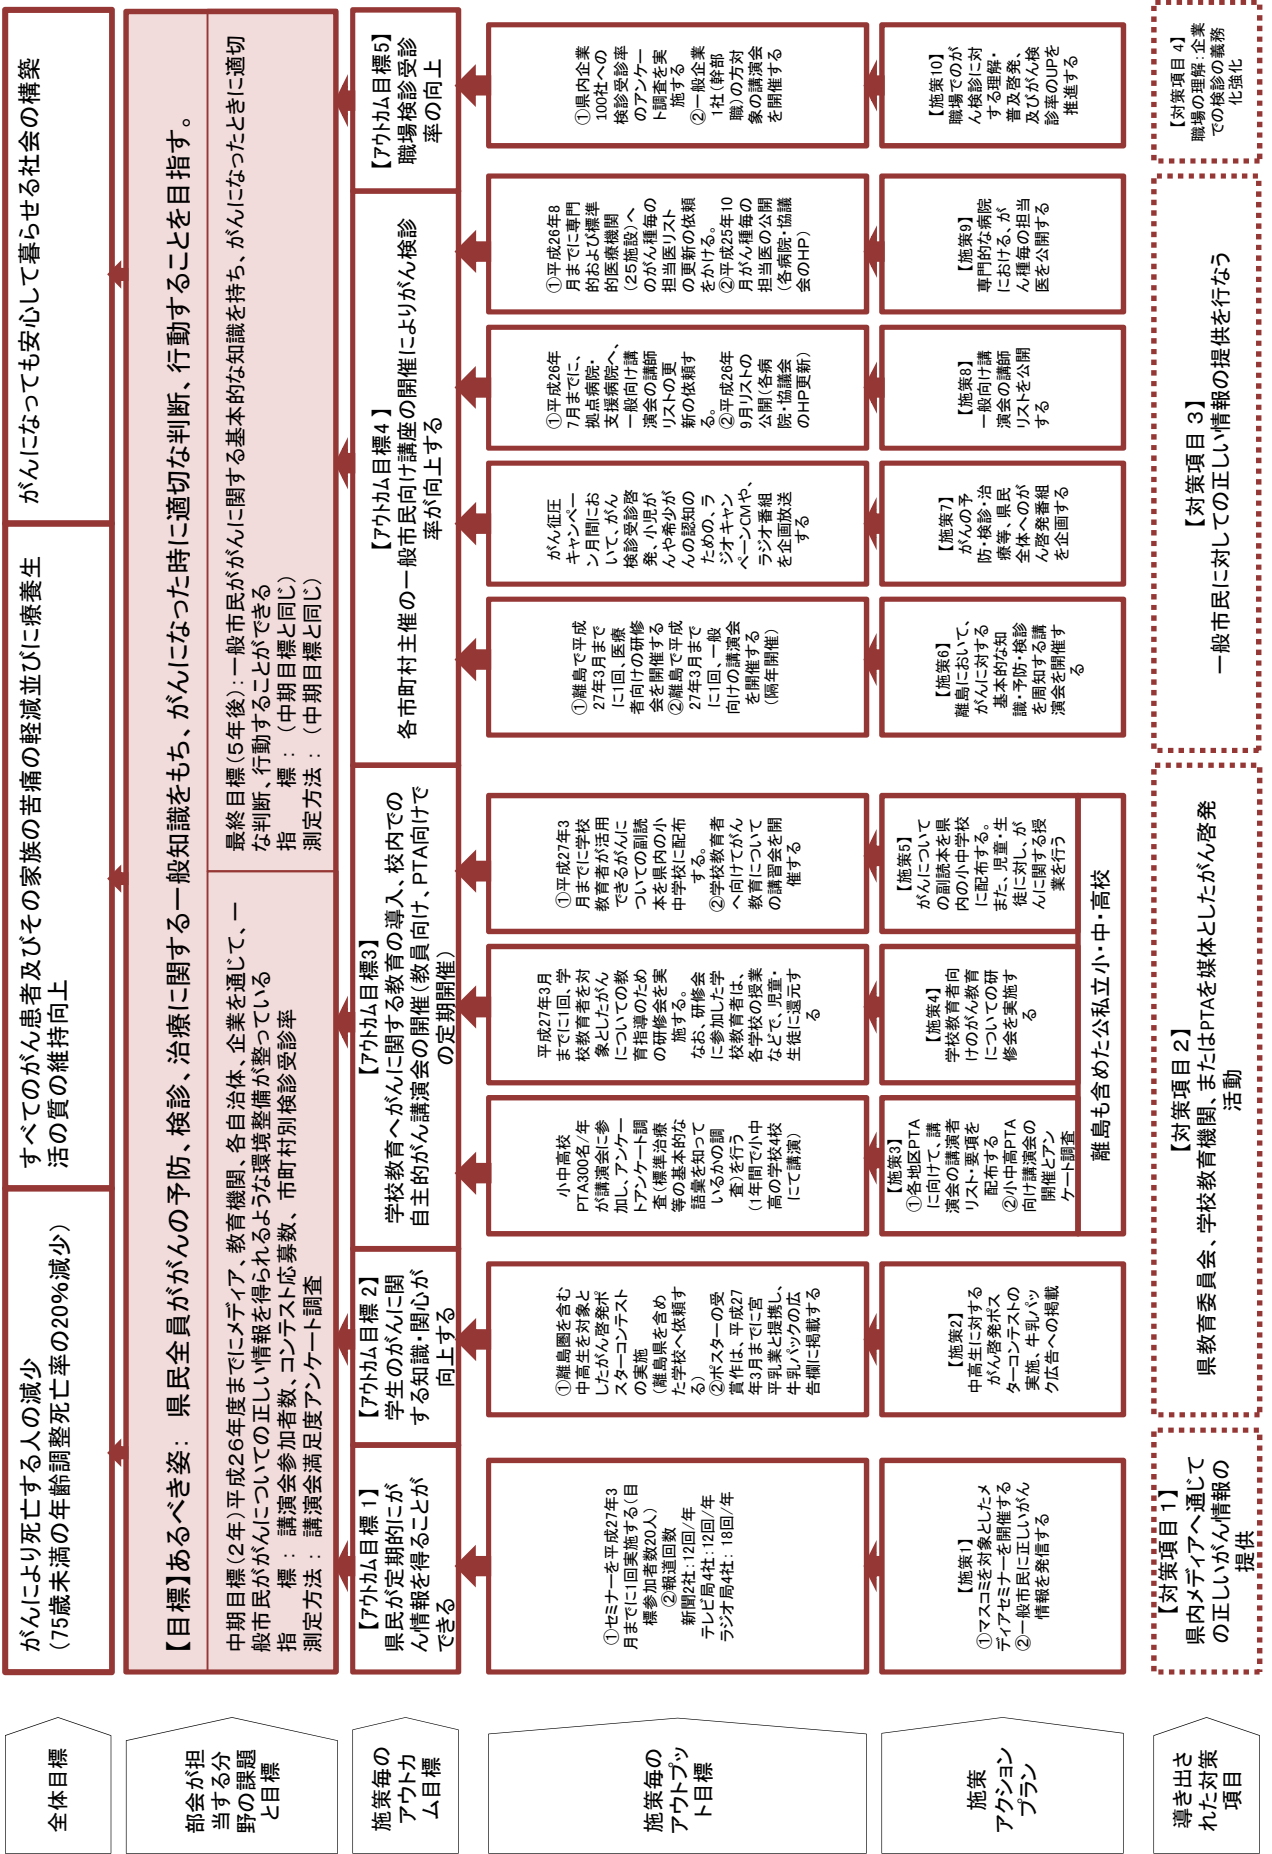 全体目標
がんにより死亡する人の減少
(75歳未満の年齢調整死亡率の20%減少)
すべてのがん患者及びその家族の苦痛の軽減並びに療養生
活の質の維持向上
がんになっても安心して暮らせる社会の構築
部会が担
当する分
野の課題
と目標
【目標】あるべき姿: 県民全員ががんの予防、検診、治療に関する一般知識をもち、がんになった時に適切な判断、行動することを目指す。
中期目標(2年)平成26年度までにメディア、教育機関、各自治体、企業を通じて、一
般市民ががんについての正しい情報を得られるような環境整備が整っている
指 標 : 講演会参加者数、コンテスト応募数、市町村別検診受診率
測定方法 : 講演会満足度アンケート調査
最終目標(5年後):一般市民ががんに関する基本的な知識を持ち、がんになったときに適切
な判断、行動することができる
指 標 : (中期目標と同じ)
測定方法 : (中期目標と同じ)
施策毎の
アウトカ
ム目標
【アウトカム目標 1】
県民が定期的にが
ん情報を得ることが
できる
【アウトカム目標 2】
学生のがんに関
する知識・関心が
向上する
【アウトカム目標3】
学校教育へがんに関する教育の導入、校内での
自主的がん講演会の開催(教員向け、PTA向けで
の定期開催)
【アウトカム目標4 】
各市町村主催の一般市民向け講座の開催によりがん検診
率が向上する
【アウトカム目標5】
職場検診受診
率の向上
施策毎の
アウトプッ
ト目標
①セミナーを平成27年3
月までに1回実施する(目
標参加者数20人)
②報道回数
新聞2社:12回/年
テレビ局4社:12回/年
ラジオ局4社: 18回/年
①離島圏を含む
中高生を対象と
したがん啓発ポ
スターコンテスト
の実施
(離島県を含め
た学校へ依頼す
る)
②ポスターの受
賞作は、平成27
年3月までに宮
平乳業と提携し、
牛乳パックの広
告欄に掲載する
小中高校
PTA300名/年
が講演会に参
加し、アンケー
トアンケート調
査(標準治療
等の基本的な
語彙を知って
いるかの調
査)を行う
(1年間で小中
高の学校4校
にて講演)
平成27年3月
までに1回、学
校教育者を対
象としたがん
についての教
育指導のため
の研修会を実
施する。
なお、研修会
に参加した学
校教育者は、
各学校の授業
などで、児童・
生徒に還元す
る
①平成27年3
月までに学校
教育者が活用
できるがんに
ついての副読
本を県内の小
中学校に配布
する。
②学校教育者
へ向けてがん
教育について
の講習会を開
催する
①離島で平成
27年3月まで
に1回、医療
者向けの研修
会を開催する
②離島で平成
27年3月まで
に1回、一般
向けの講演会
を開催する
(隔年開催)
がん征圧
キャンペー
ン月間にお
いて、がん
検診受診啓
発、小児が
んや希少が
んの認知の
ための、ラ
ジオキャン
ペーンCMや、
ラジオ番組
を企画放送
する
①平成26年
7月までに、
拠点病院・
支援病院へ、
一般向け講
演会の講師
リストの更
新の依頼す
る。
②平成26年
9月リストの
公開(各病
院・協議会
のHP更新)
①平成26年8
月までに専門
的および標準
的医療機関
(25施設)へ
のがん種毎の
担当医リスト
の更新の依頼
をかける。
②平成25年10
月がん種毎の
担当医の公開
(各病院・協議
会のHP)
①県内企業
100社への
検診受診率
のアンケー
ト調査を実
施する
②一般企業
1社(幹部
職)の方対
象の講演会
を開催する
施策
アクション
プラン
【施策1】
①マスコミを対象としたメ
ディアセミナーを開催する
②一般市民に正しいがん
情報を発信する
【施策2】
中高生に対する
がん啓発ポス
ターコンテストの
実施、牛乳パッ
ク広告への掲載
【施策3】
①各地区PTA
に向けて、講
演会の講演者
リスト・要項を
配布する
②小中高PTA
向け講演会の
開催とアン
ケート調査
【施策4】
学校教育者向
けのがん教育
についての研
修会を実施す
る
【施策5】
がんについて
の副読本を県
内の小中学校
に配布する。
また、児童・生
徒に対し、が
んに関する授
業を行う
離島も含めた公私立小・中・高校
【施策6】
離島において、
がんに対する
基本的な知
識・予防・検診
を周知する講
演会を開催す
る
【施策7】
がんの予
防・検診・治
療等、県民
全体へのが
ん啓発番組
を企画する
【施策8】
一般向け講
演会の講師
リストを公開
する
【施策9】
専門的な病院
における、が
ん種毎の担当
医を公開する
【施策10】
職場でのが
ん検診に対
する理解・
普及啓発、
及びがん検
診率のUPを
推進する
導き出さ
れた対策
項目
【対策項目 1】
県内メディアへ通じて
の正しいがん情報の
提供
【対策項目 2】
県教育委員会、学校教育機関、またはPTAを媒体としたがん啓発
活動
【対策項目 3】
一般市民に対しての正しい情報の提供を行なう
【対策項目 4】
職場の理解:企業
での検診の義務
化強化